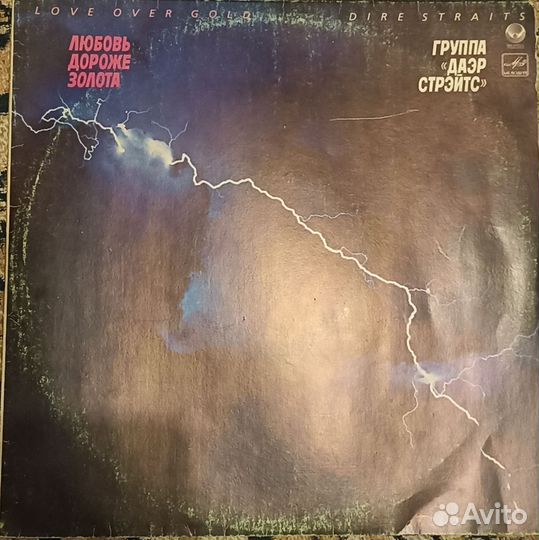 LOVE OVER GOLD DIRE STRAITS
ЛЮБОВЬ
ДОРОЖЕ
ЗОЛОТА
ГРУППА
«ДАЭР
СТРЭЙТС»
Avito